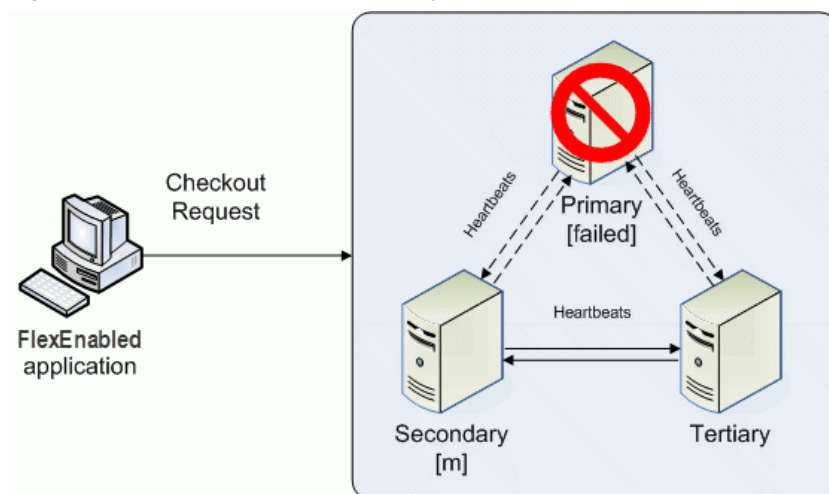 Checkout
Request
FlexEnabled
application
Primary
[failed]
Heartbeats
Heartbeats
Heartbeats
Secondary
[m]
Tertiary